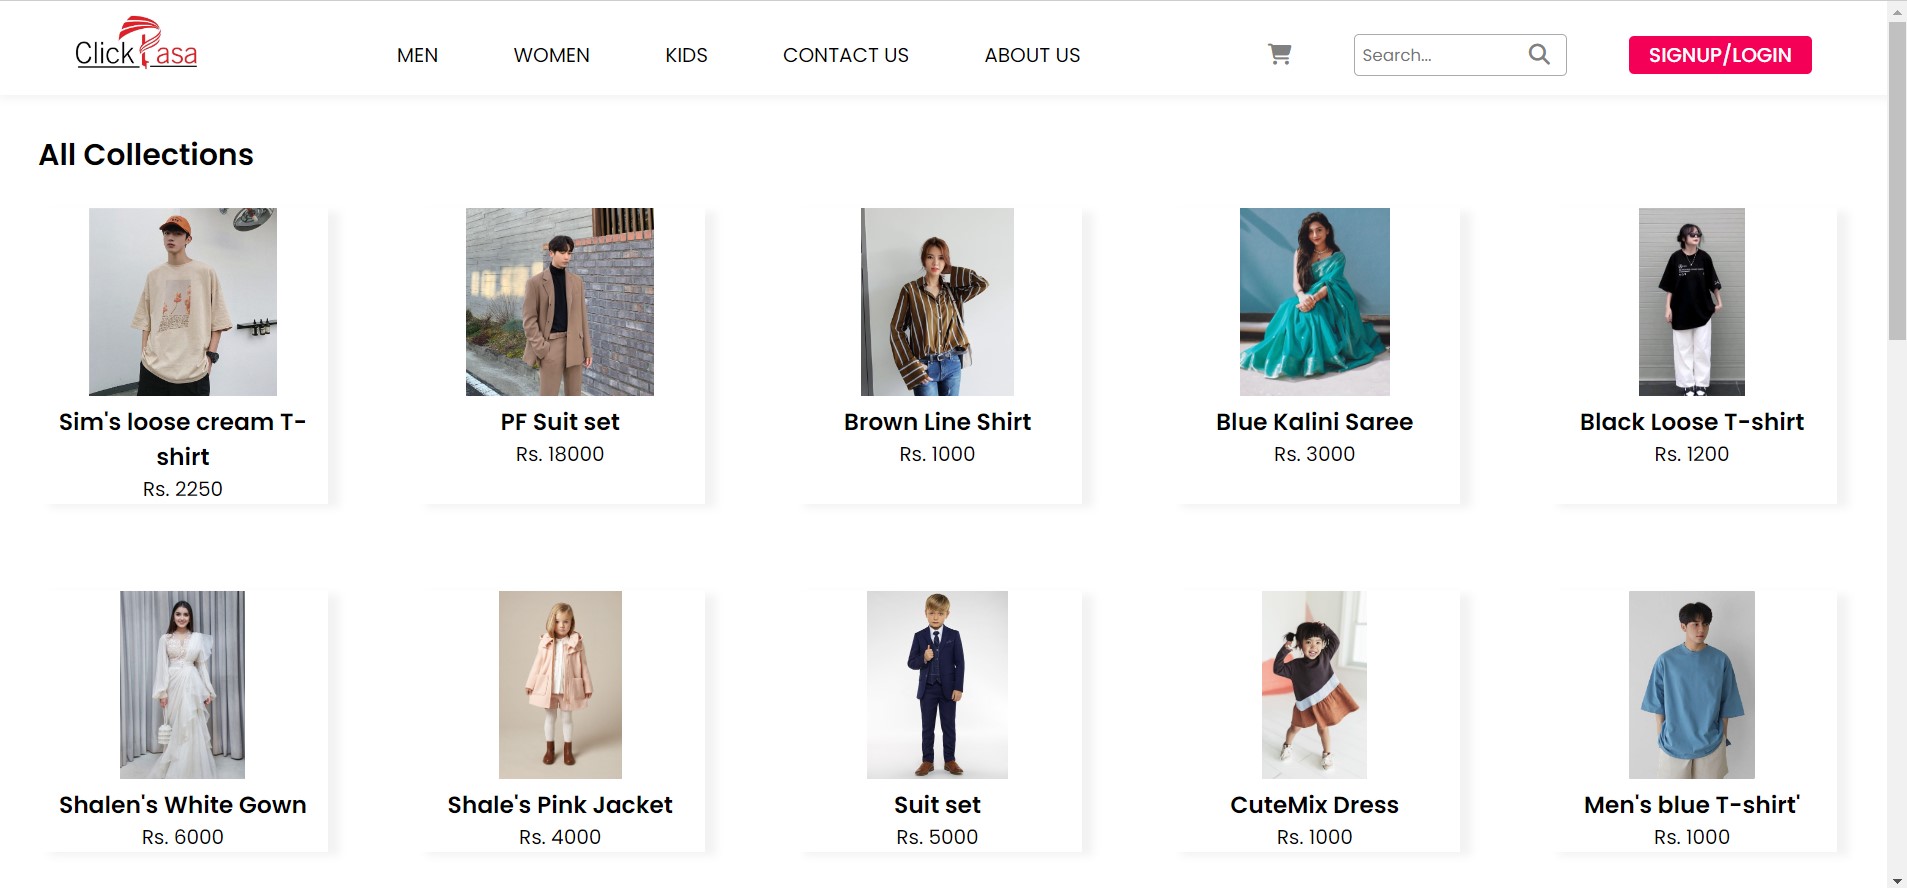 ClickPasa
MEN
WOMEN
KIDS
CONTACT US
ABOUT US
Search...
SIGNUP/LOGIN
All Collections
Sim's loose cream T-
shirt
Rs. 2250
PF Suit set
Rs. 18000
Brown Line Shirt
Rs. 1000
Blue Kalini Saree
Rs. 3000
Black Loose T-shirt
Rs. 1200
Shalen's White Gown
Rs. 6000
Shale's Pink Jacket
Rs. 4000
Suit set
Rs. 5000
CuteMix Dress
Rs. 1000
Men's blue T-shirt'
Rs. 1000